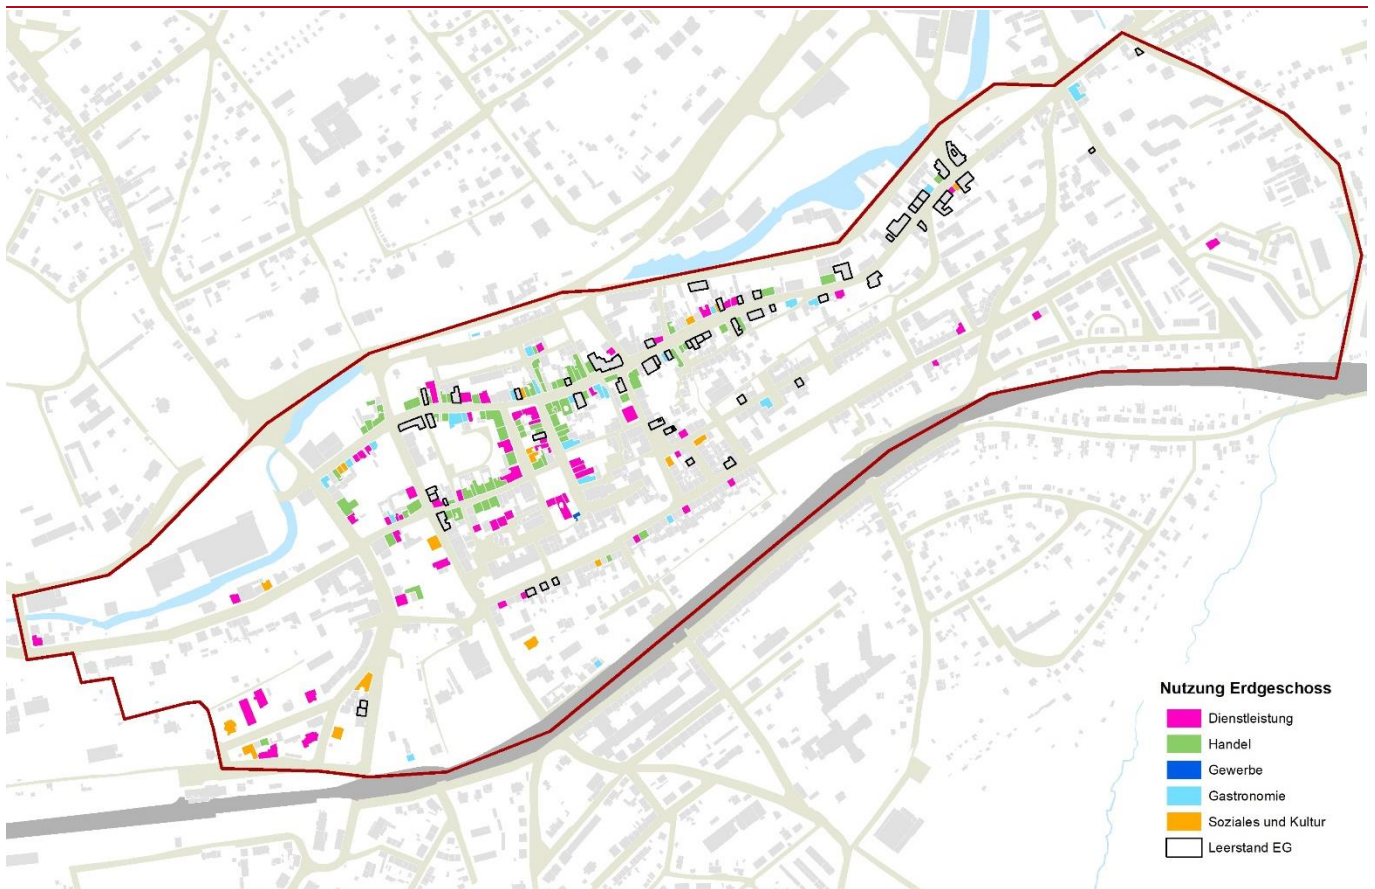 Nutzung Erdgeschoss
Dienstleistung
Handel
Gewerbe
Gastronomie
Soziales und Kultur
Leerstand EG